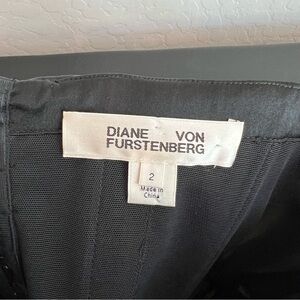 DIANE VON
FURSTENBERG
2
Made in
China